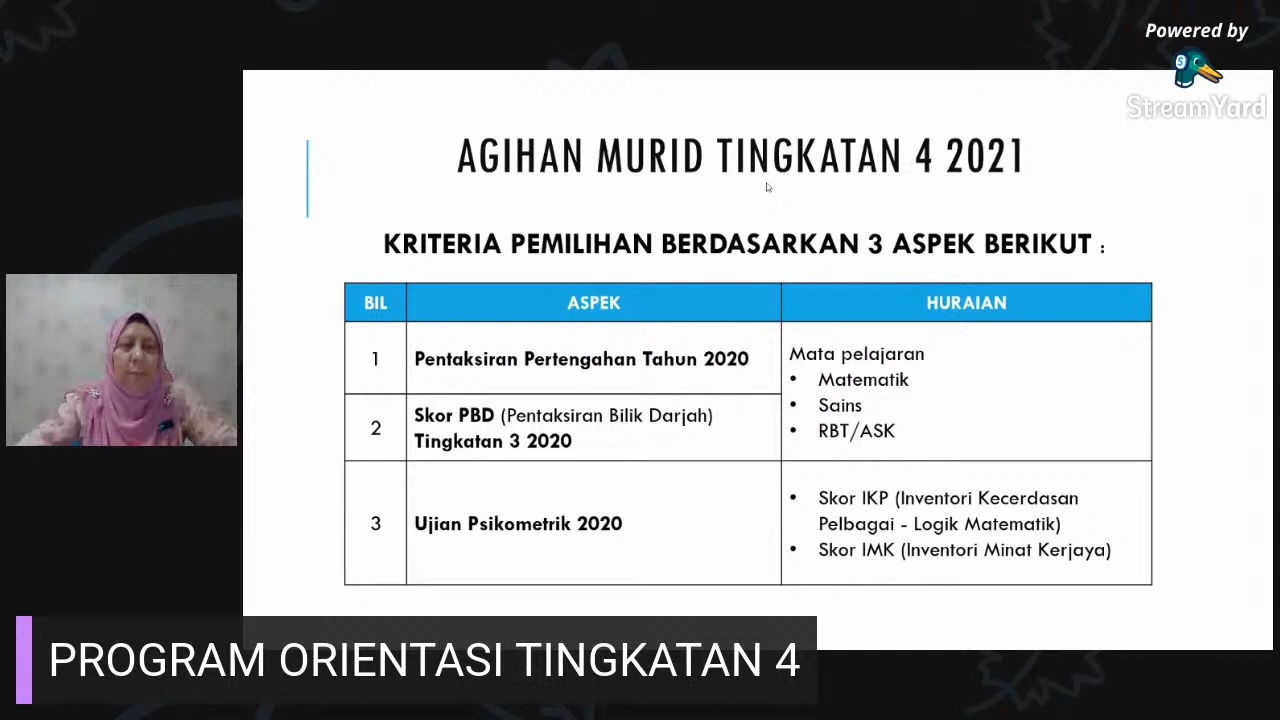 Powered by
StreamYard
AGIHAN MURID TINGKATAN 4 2021
KRITERIA PEMILIHAN BERDASARKAN 3 ASPEK BERIKUT :
BIL ASPEK HURAIAN
1 Pentaksiran Pertengahan Tahun 2020
2 Skor PBD (Pentaksiran Bilik Darjah)
Tingkatan 3 2020
Mata pelajaran
• Matematik
• Sains
• RBT/ASK
3 Ujian Psikometrik 2020
• Skor IKP (Inventori Kecerdasan
Pelbagai - Logik Matematik)
• Skor IMK (Inventori Minat Kerjaya)
PROGRAM ORIENTASI TINGKATAN 4